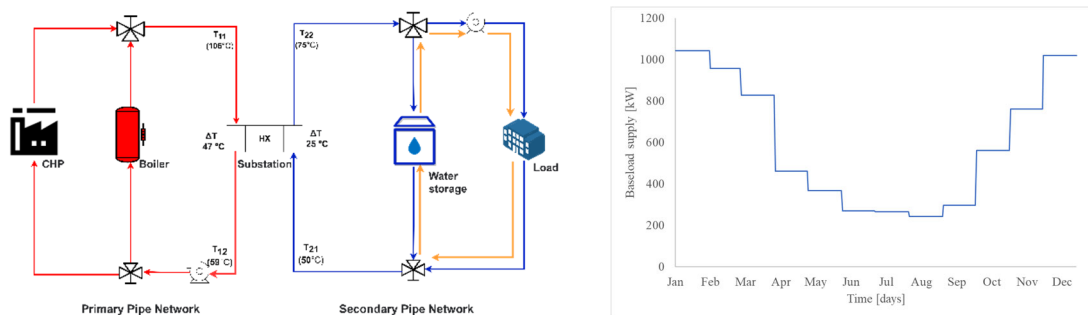 T11
(106°C)
T22
(75°C)
ΔT
47 °C
HX
ΔT
25 °C
CHP
Boiler
Substation
Water
storage
Load
T12
(59°C)
T21
(50°C)
Primary Pipe Network
Secondary Pipe Network
1200
1000
800
600
400
200
0
Baseload supply [kW]
Jan Feb Mar Apr May Jun Jul Aug Sep Oct Nov Dec
Time [days]